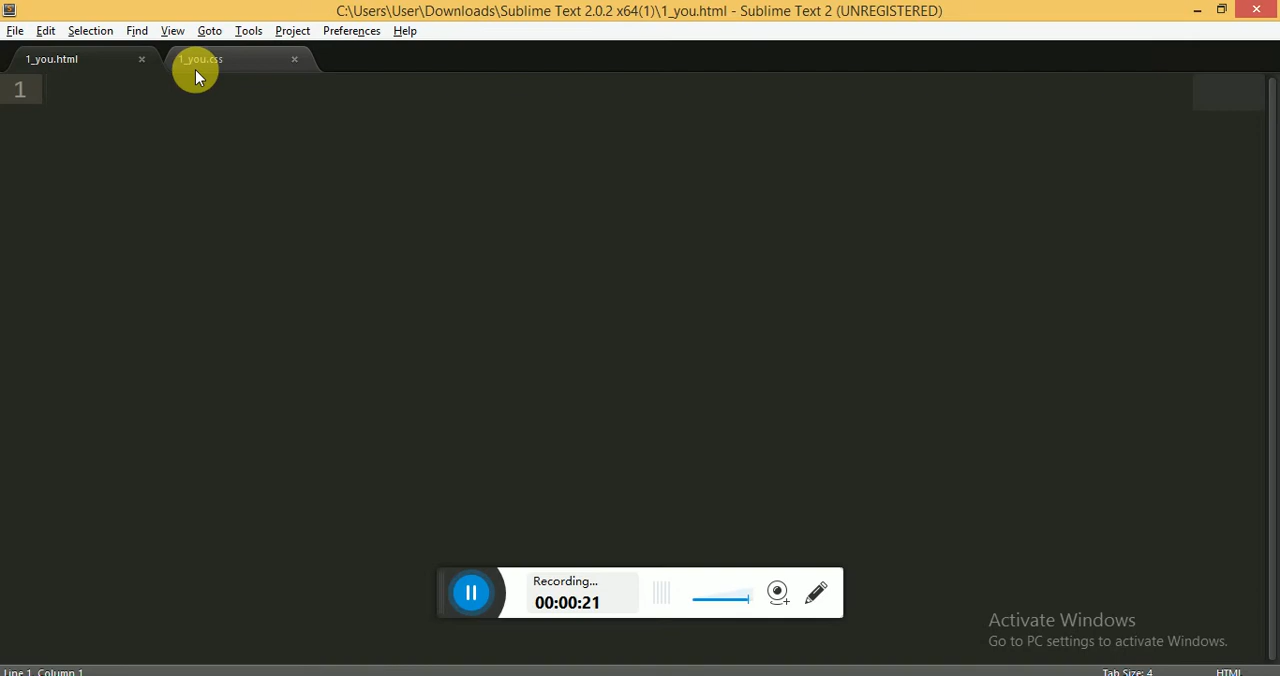 C:\Users\User\Downloads\Sublime Text 2.0.2 x64(1)\1_you.html - Sublime Text 2 (UNREGISTERED)
File Edit Selection Find View Goto Tools Project Preferences Help
1_you.html 1_you.css
1
Recording...
00:00:21
Activate Windows
Go to PC settings to activate Windows.
Line 1, Column 1 Tab Size: 4 HTML